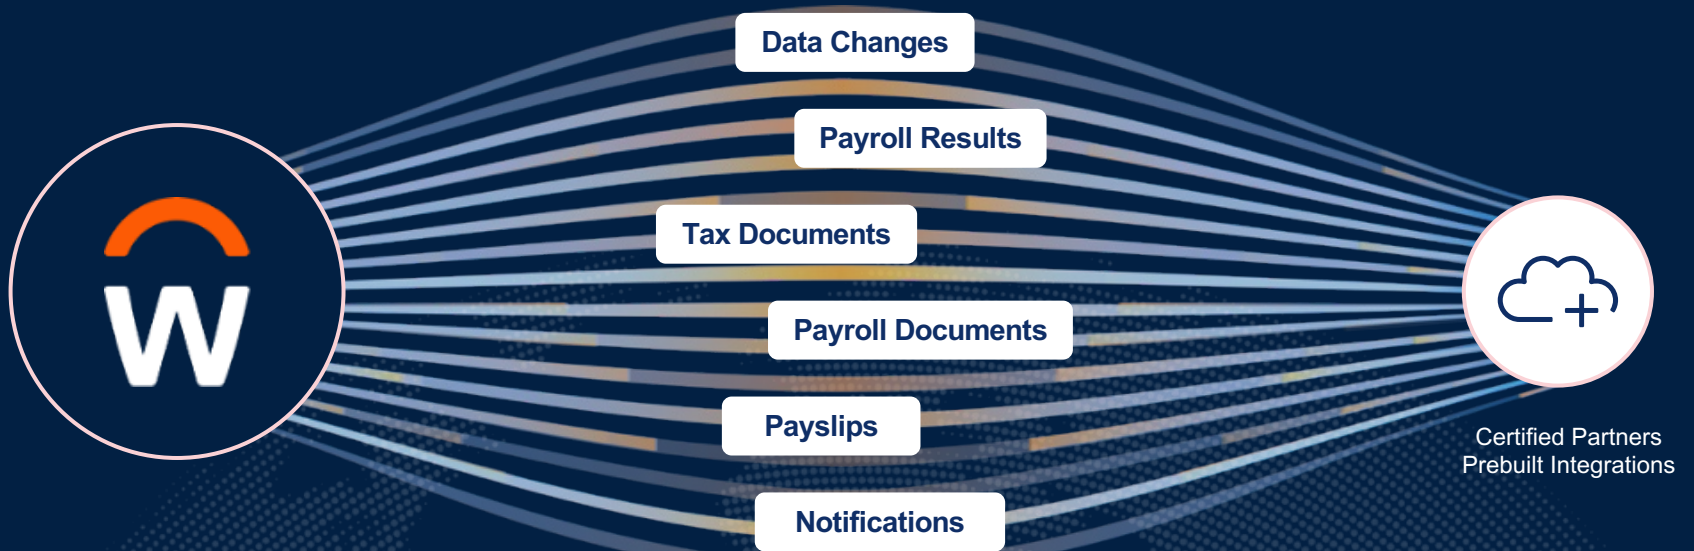 Data Changes
Payroll Results
Tax Documents
W
Payroll Documents
Payslips
Certified Partners
Prebuilt Integrations
Notifications